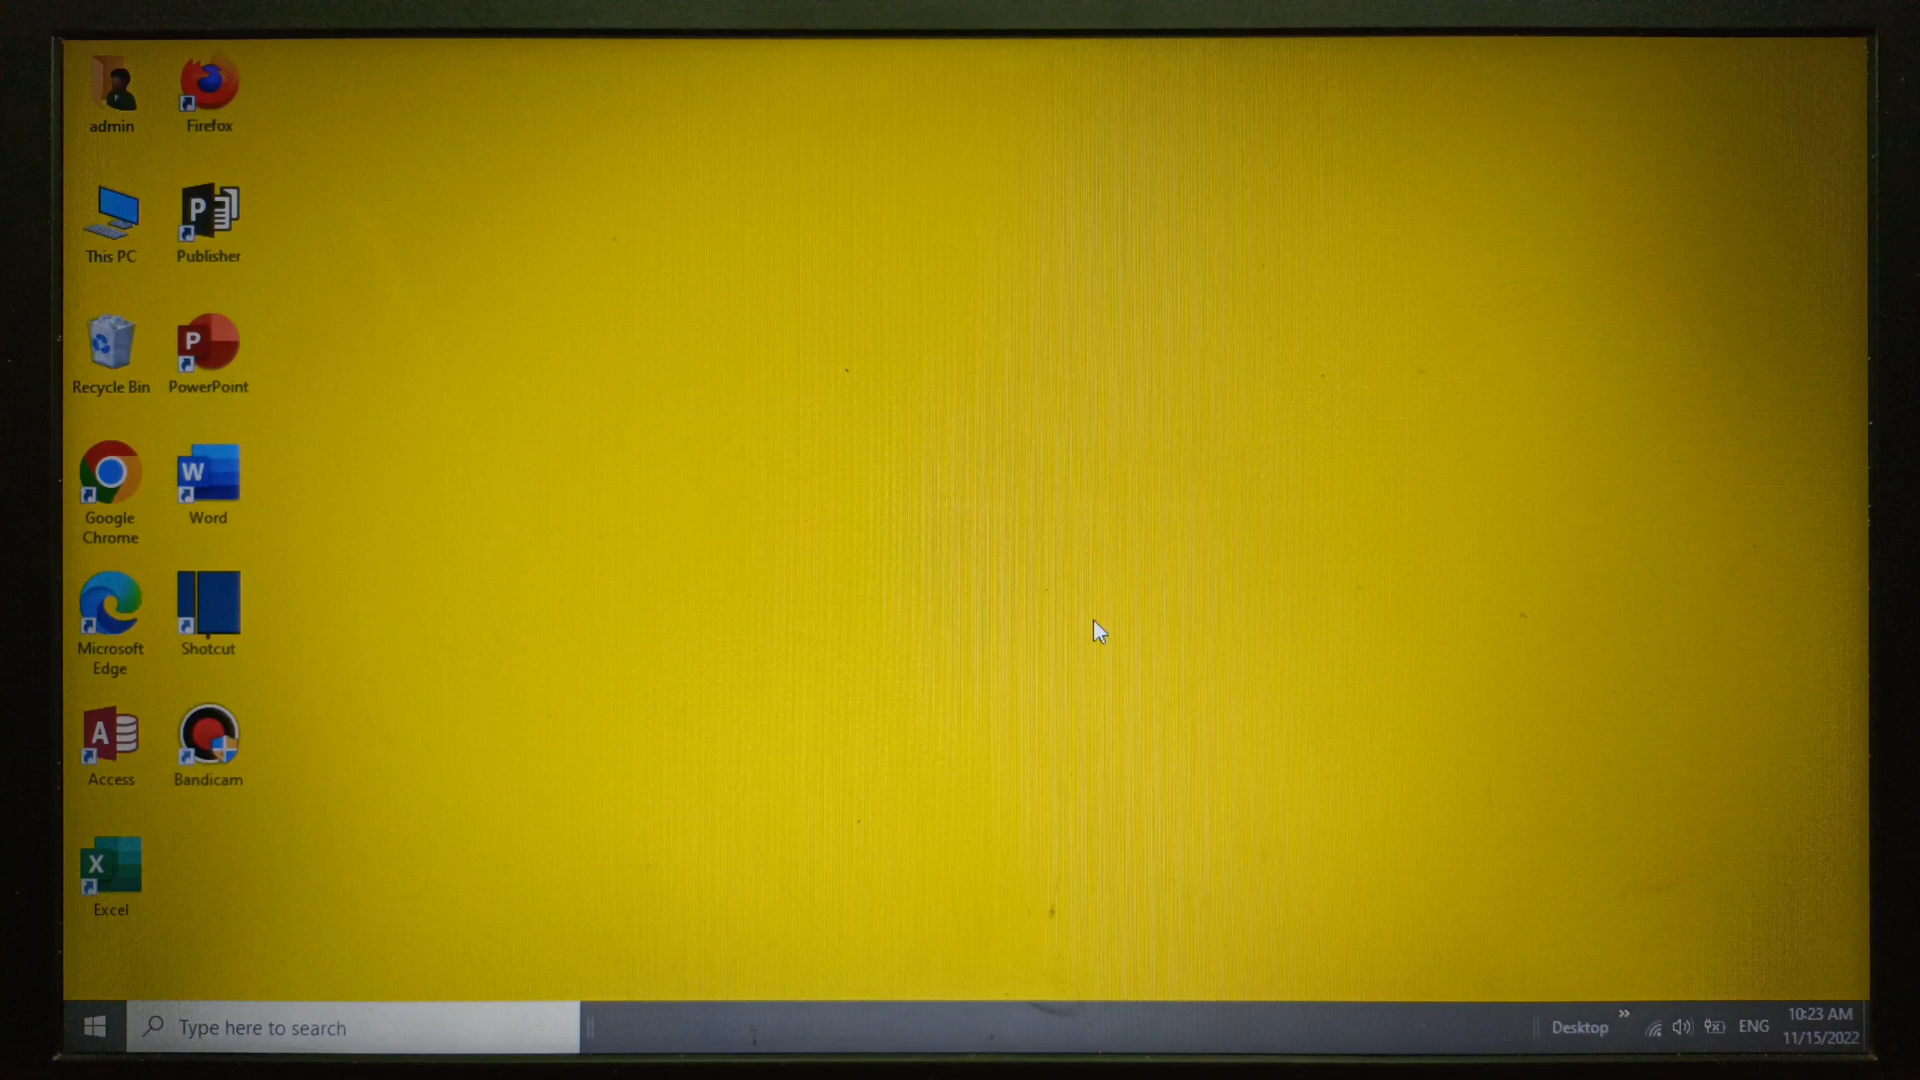 admin
Firefox
This PC
Publisher
Recycle Bin
PowerPoint
Google
Chrome
Word
Microsoft
Edge
Shotcut
Access
Bandicam
Excel
Type here to search
Desktop
ENG
10:23 AM
11/15/2022